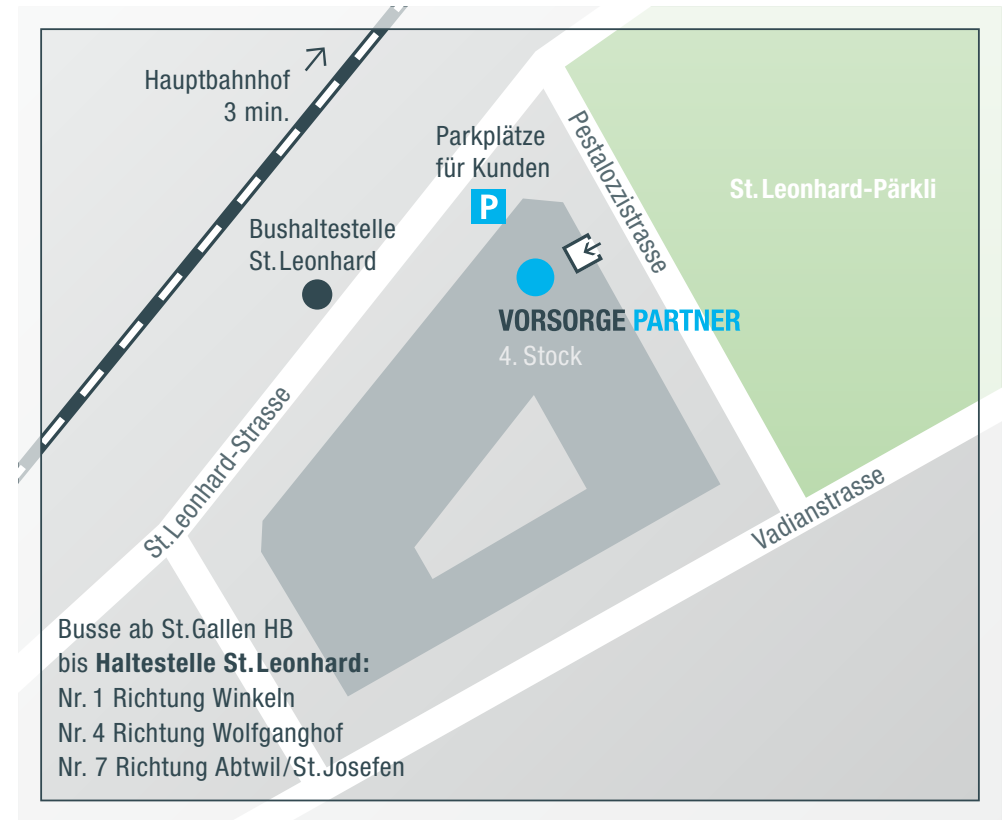 Hauptbahnhof
3 min.
Parkplätze
für Kunden
P
Pestalozzistrasse
St. Leonhard-Pärkli
Bushaltestelle
St. Leonhard
VORSORGE PARTNER
4. Stock
St. Leonhard-Strasse
Vadianstrasse
Busse ab St. Gallen HB
bis Haltestelle St. Leonhard:
Nr. 1 Richtung Winkeln
Nr. 4 Richtung Wolfganghof
Nr. 7 Richtung Abtwil/St. Josefen